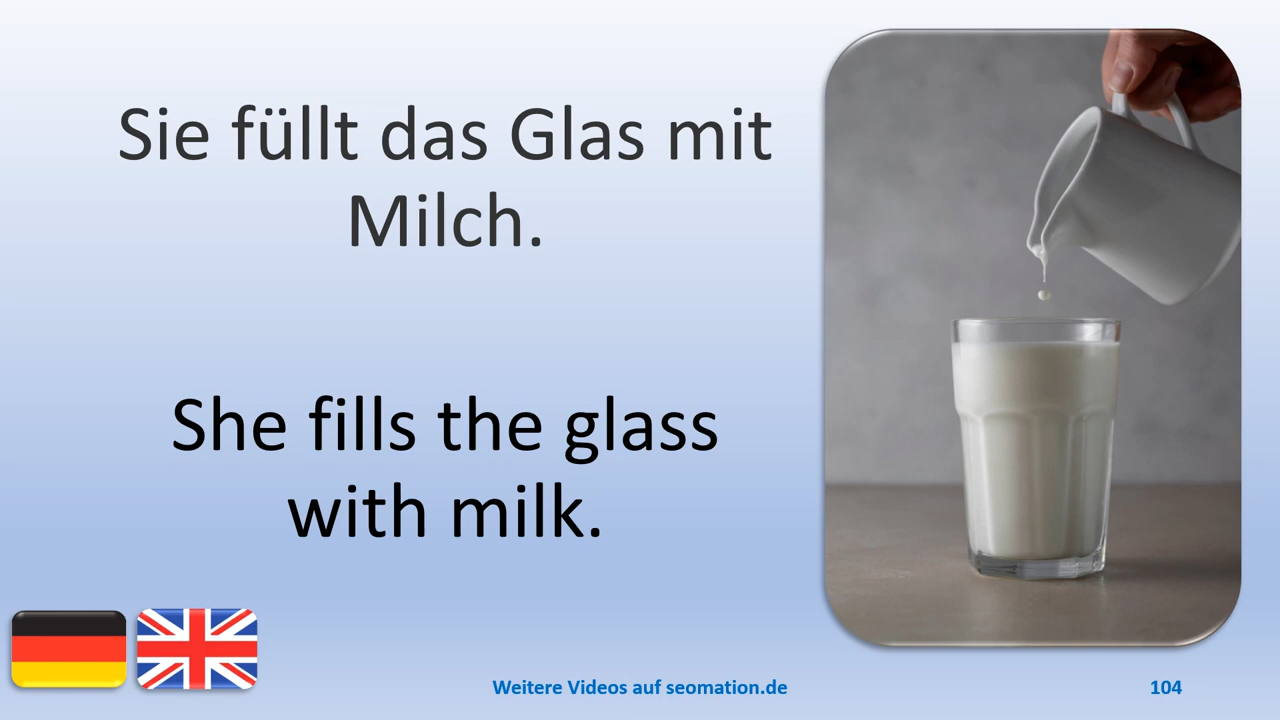 Sie füllt das Glas mit
Milch.
She fills the glass
with milk.
Weitere Videos auf seomation.de
104